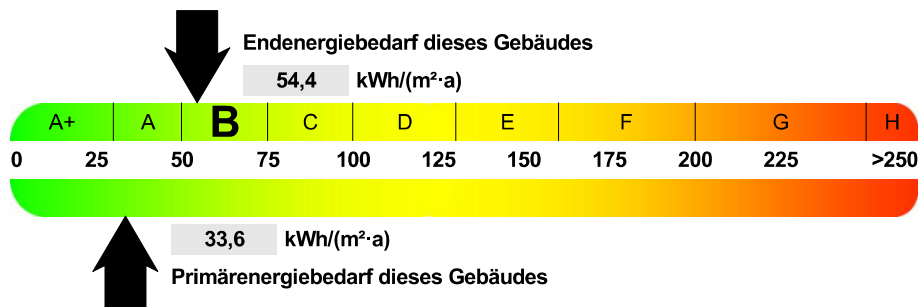 Endenergiebedarf dieses Gebäudes
54,4 kWh/(m²·a)
A+ A B C D E F G H
0 25 50 75 100 125 150 175 200 225 >250
33,6 kWh/(m²·a)
Primärenergiebedarf dieses Gebäudes